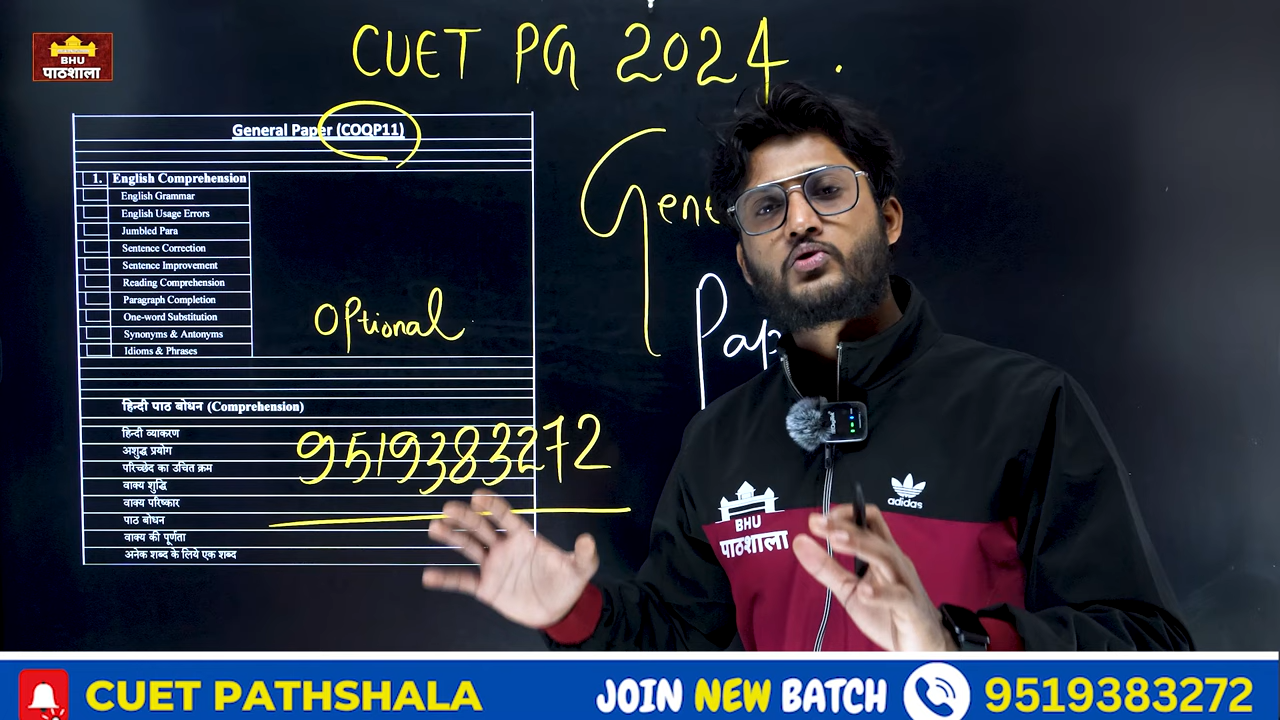 CUET PG 2024.
BHU
पाठशाला
General Paper (COQP11)
1. English Comprehension
English Grammar
English Usage Errors
Jumbled Para
Sentence Correction
Sentence Improvement
Reading Comprehension
Paragraph Completion
One-word Substitution
Synonyms & Antonyms
Idioms & Phrases
Optional
हिन्दी पाठ बोधन (Comprehension)
हिन्दी व्याकरण
अशुद्ध प्रयोग
परिच्छेद का उचित क्रम
वाक्य शुद्धि
वाक्य परिष्कार
पाठ बोधन
वाक्य की पूर्णता
अनेक शब्द के लिये एक शब्द
9519383272
Gene
Pap
adidas
BHU
पाठशाला
CUET PATHSHALA
JOIN NEW BATCH
9519383272